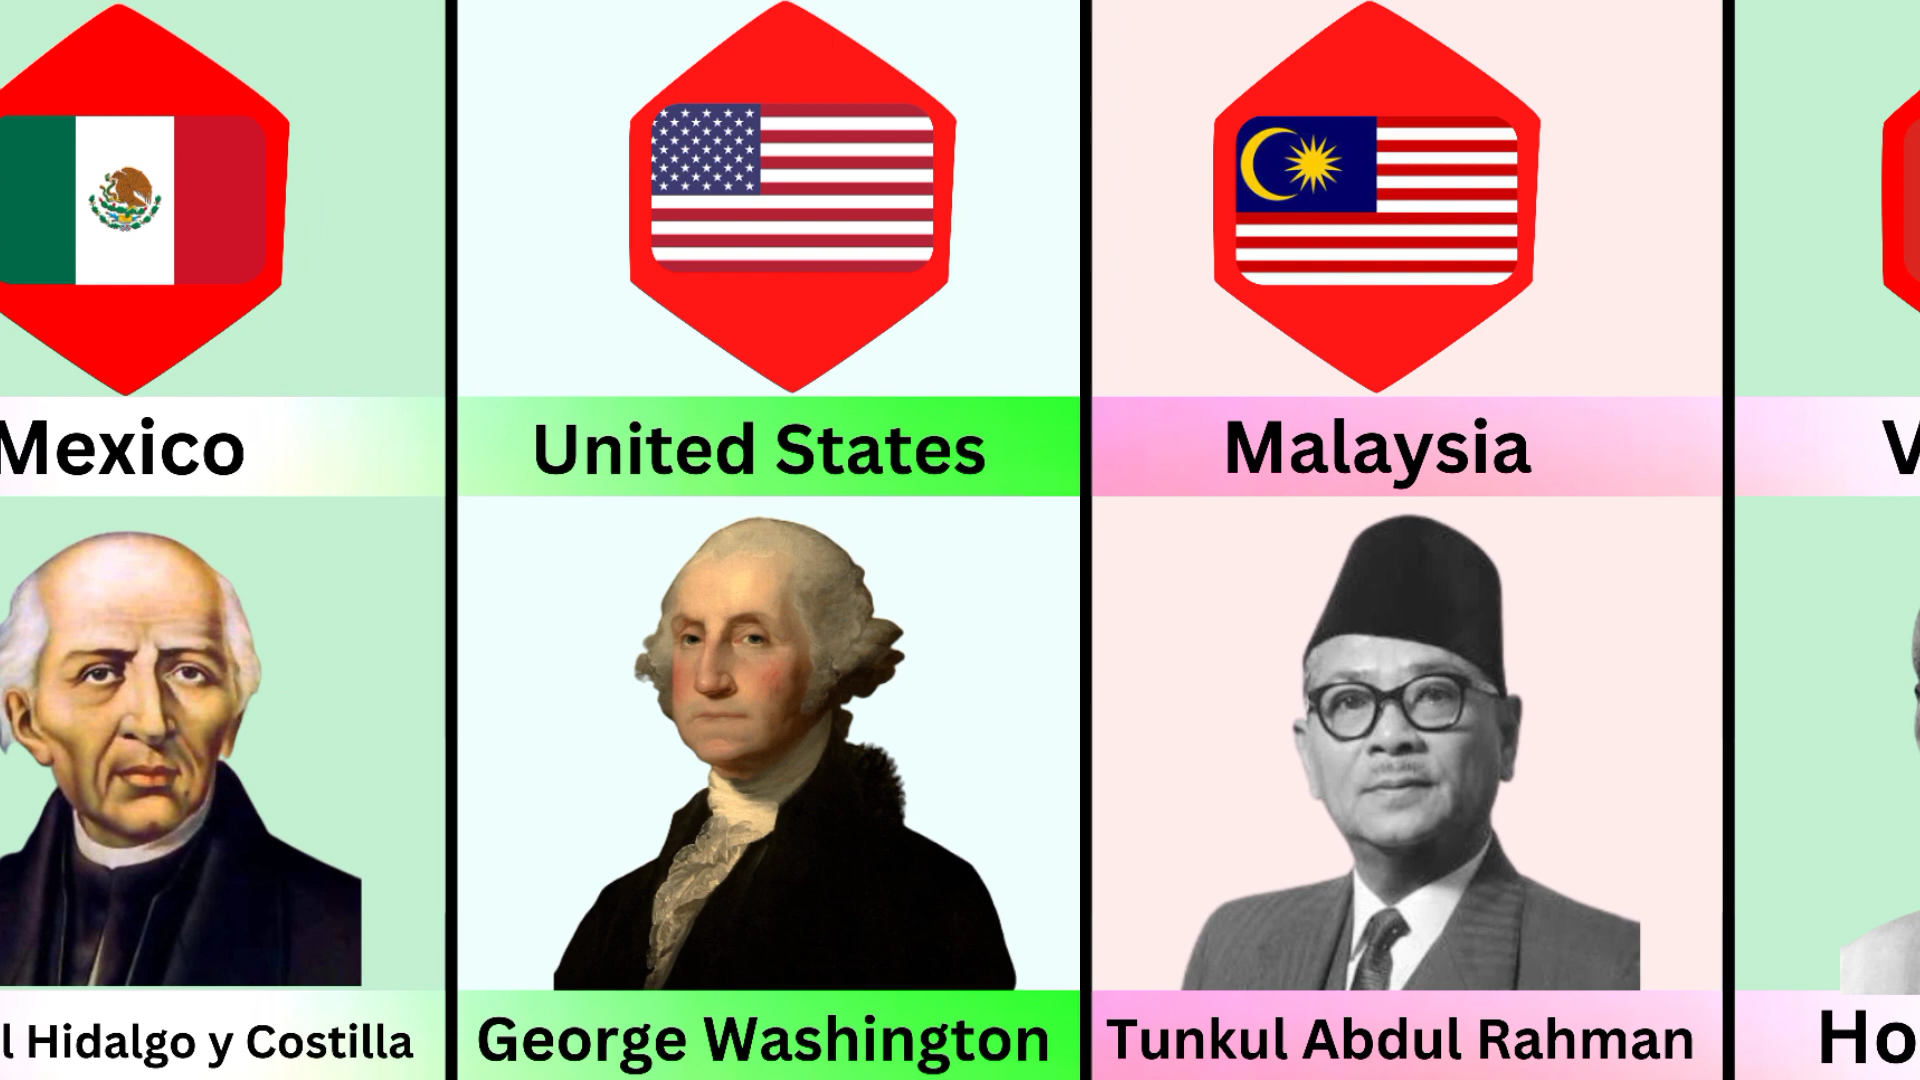 Mexico
United States
Malaysia
V
l Hidalgo y Costilla
George Washington
Tunkul Abdul Rahman
Ho